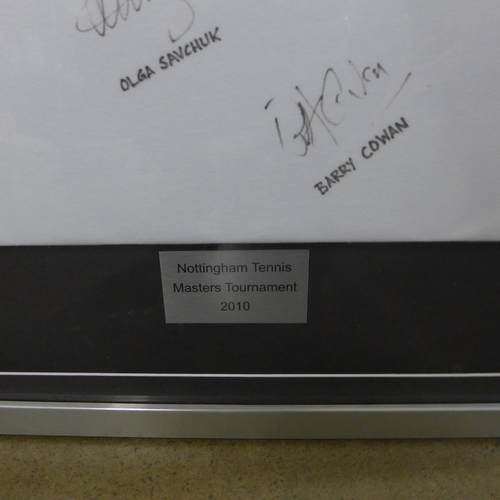 OLGA SAVCHUK
BARRY COWAN
Nottingham Tennis
Masters Tournament
2010